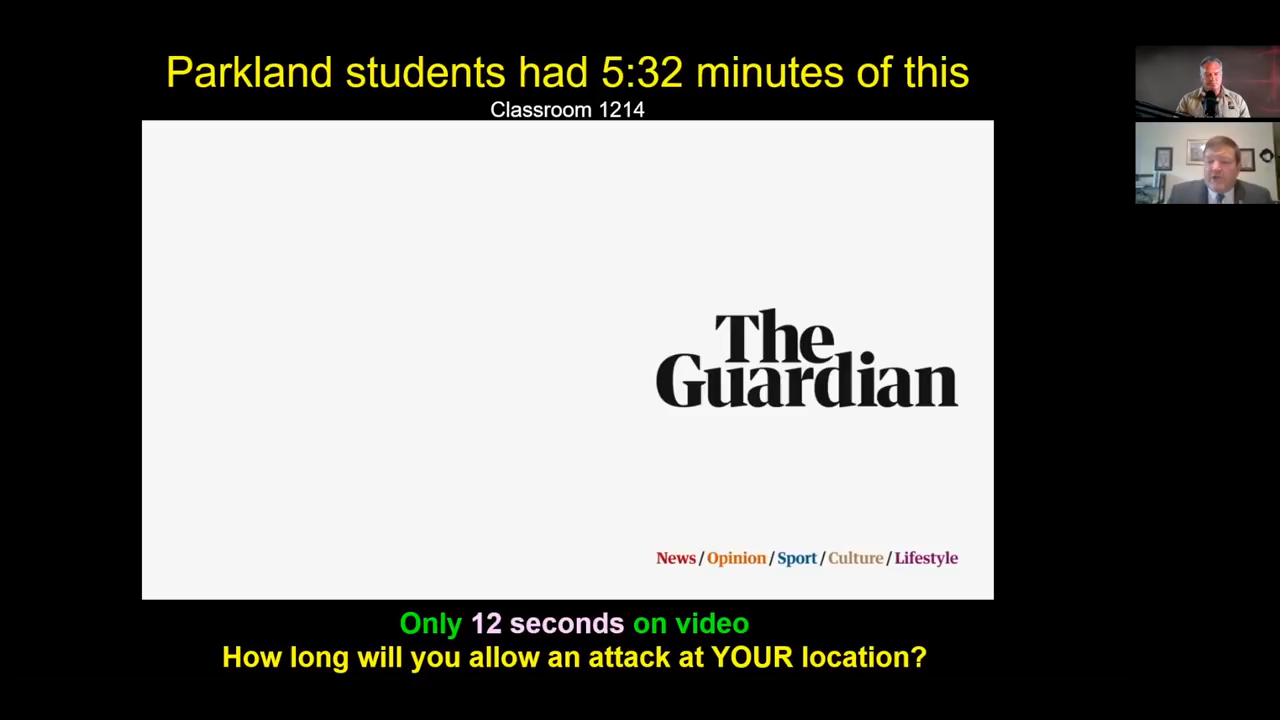 Parkland students had 5:32 minutes of this
Classroom 1214
The
Guardian
News / Opinion / Sport / Culture / Lifestyle
Only 12 seconds on video
How long will you allow an attack at YOUR location?